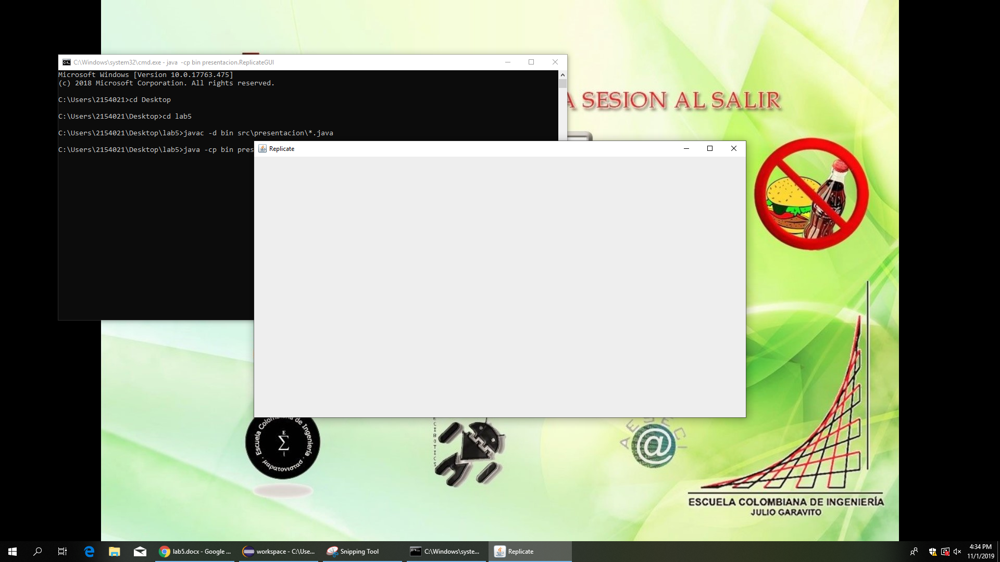 C:\Windows\system32\cmd.exe - java  -cp bin presentacion.ReplicateGUI
Microsoft Windows [Version 10.0.17763.475]
(c) 2018 Microsoft Corporation. All rights reserved.
C:\Users\2154021>cd Desktop
C:\Users\2154021\Desktop>cd lab5
C:\Users\2154021\Desktop\lab5>javac -d bin src\presentacion\*.java
C:\Users\2154021\Desktop\lab5>java -cp bin pres
A SESION AL SALIR
Replicate
Escuela Colombiana de Ingeniería
E
Σ
· μαρατονιστασ ·
ECIBOTICS
@
ESCUELA COLOMBIANA DE INGENIERÍA
JULIO GARAVITO
lab5.docx - Google ...
workspace - C:\Use...
Snipping Tool
C:\Windows\syste...
Replicate
4:34 PM
11/1/2019